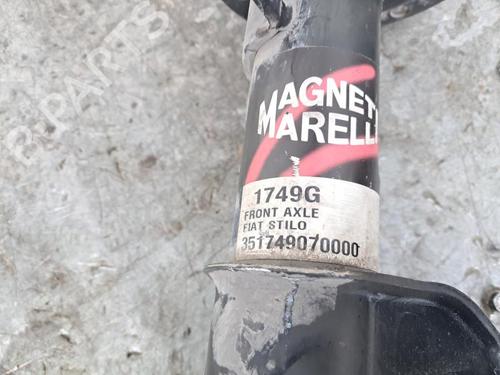 MAGNETI
MARELLI
1749G
FRONT AXLE
FIAT STILO
351749070000